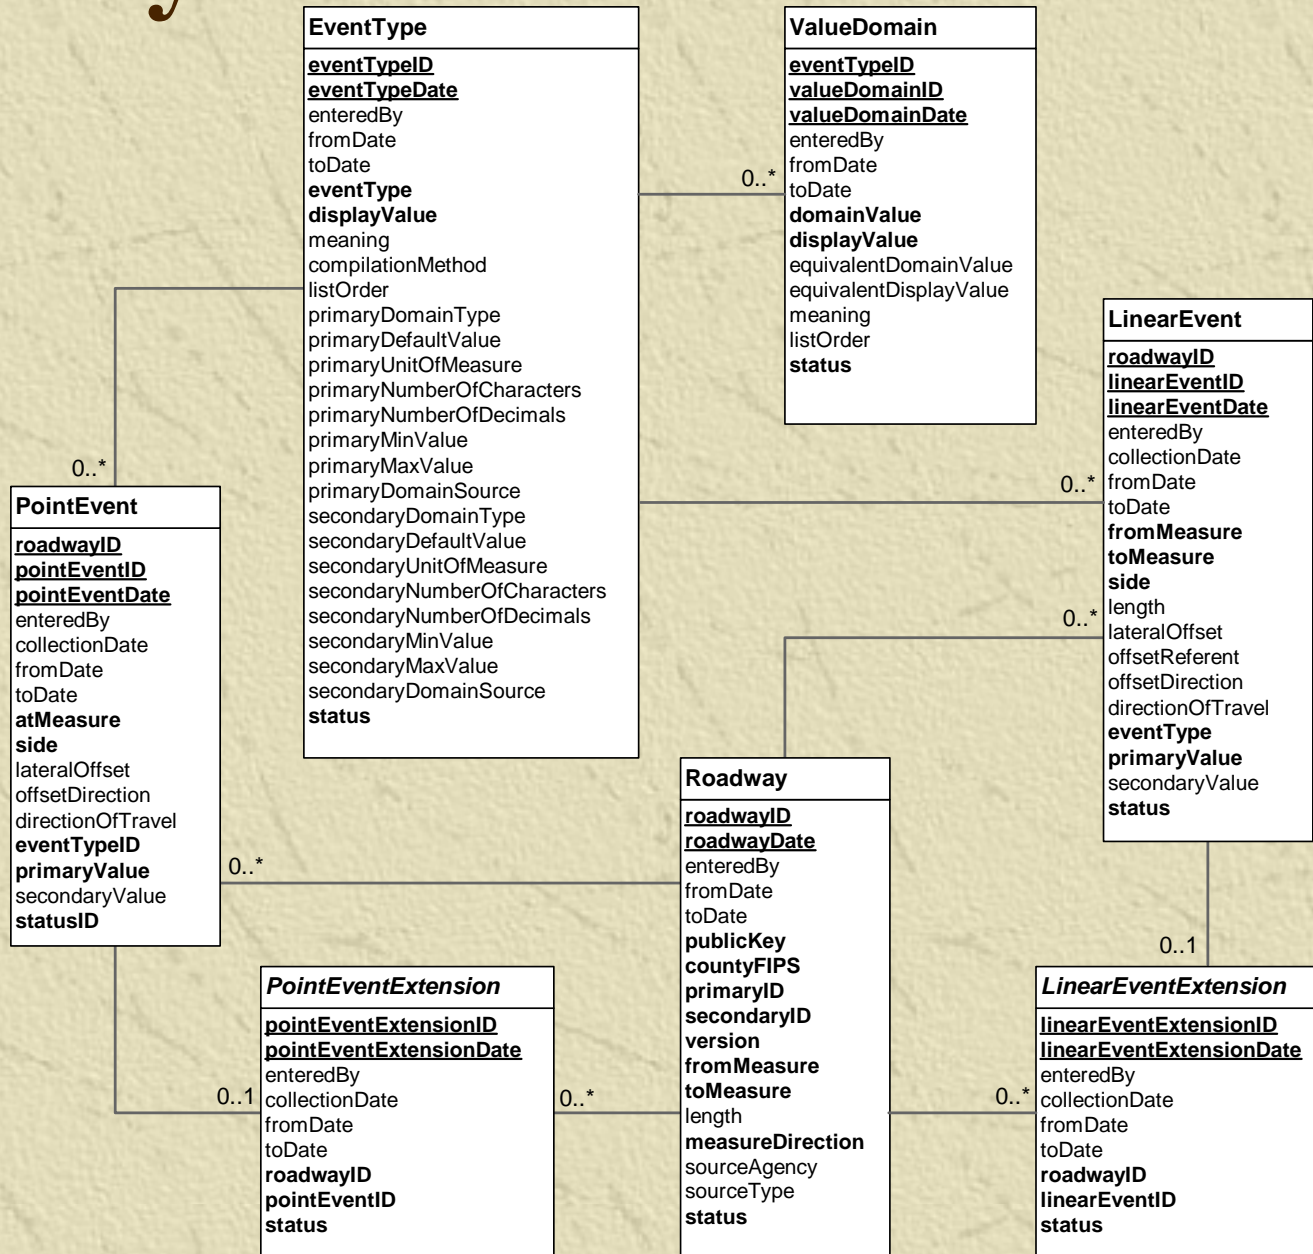 y
EventType
eventTypeID
eventTypeDate
enteredBy
fromDate
toDate
eventType
displayValue
meaning
compilationMethod
listOrder
primaryDomainType
primaryDefaultValue
primaryUnitOfMeasure
primaryNumberOfCharacters
primaryNumberOfDecimals
primaryMinValue
primaryMaxValue
primaryDomainSource
secondaryDomainType
secondaryDefaultValue
secondaryUnitOfMeasure
secondaryNumberOfCharacters
secondaryNumberOfDecimals
secondaryMinValue
secondaryMaxValue
secondaryDomainSource
status
0..*
ValueDomain
eventTypeID
valueDomainID
valueDomainDate
enteredBy
fromDate
toDate
domainValue
displayValue
equivalentDomainValue
equivalentDisplayValue
meaning
listOrder
status
0..*
LinearEvent
roadwayID
linearEventID
linearEventDate
enteredBy
collectionDate
fromDate
toDate
fromMeasure
toMeasure
side
length
lateralOffset
offsetReferent
offsetDirection
directionOfTravel
eventType
primaryValue
secondaryValue
status
0..*
0..*
PointEvent
roadwayID
pointEventID
pointEventDate
enteredBy
collectionDate
fromDate
toDate
atMeasure
side
lateralOffset
offsetDirection
directionOfTravel
eventTypeID
primaryValue
secondaryValue
statusID
0..*
Roadway
roadwayID
roadwayDate
enteredBy
fromDate
toDate
publicKey
countyFIPS
primaryID
secondaryID
version
fromMeasure
toMeasure
length
measureDirection
sourceAgency
sourceType
status
0..1
PointEventExtension
pointEventExtensionID
pointEventExtensionDate
enteredBy
collectionDate
fromDate
toDate
roadwayID
pointEventID
status
0..1
0..*
0..*
LinearEventExtension
linearEventExtensionID
linearEventExtensionDate
enteredBy
collectionDate
fromDate
toDate
roadwayID
linearEventID
status